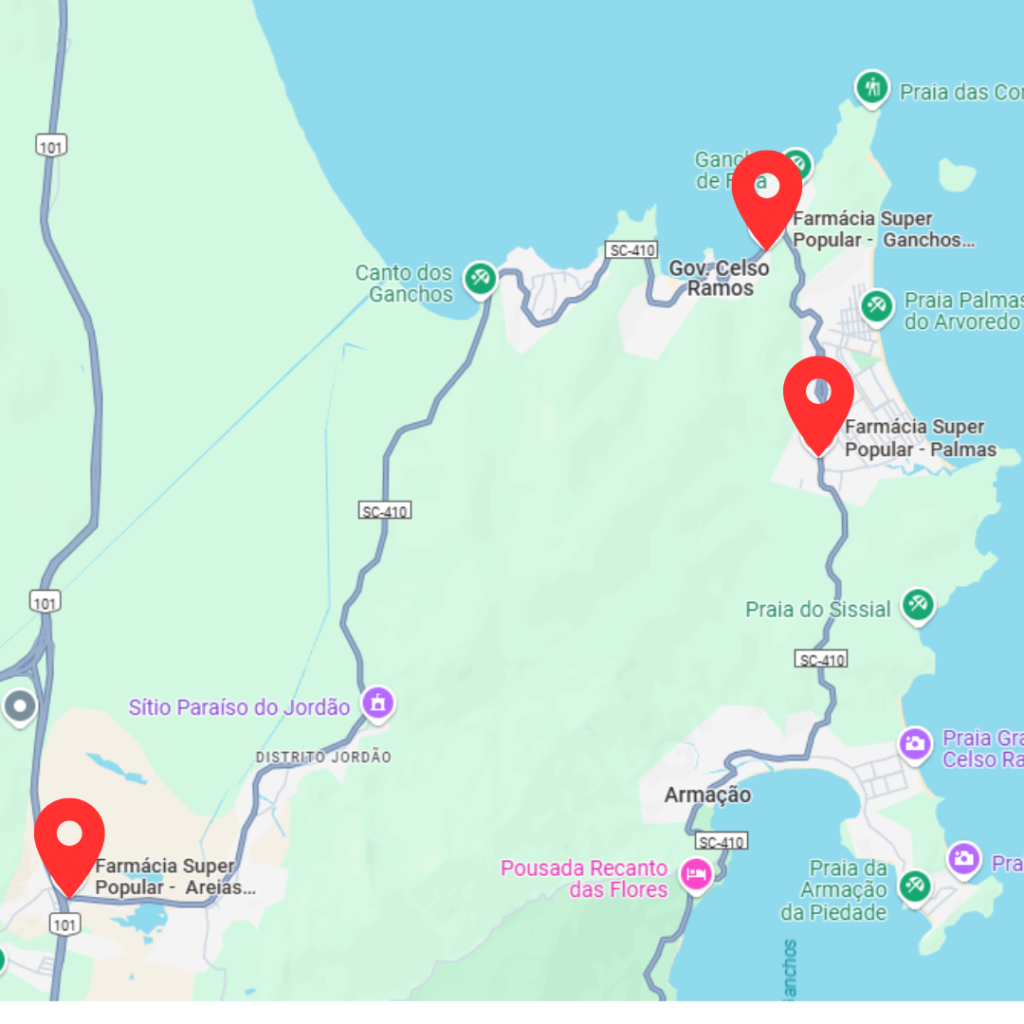 Praia das
101
Ganchos
de Fora
Farmácia Super
Popular - Ganchos...
SC-410
Gov. Celso
Ramos
Canto dos
Ganchos
Praia Palmas
do Arvoredo
Farmácia Super
Popular - Palmas
SC-410
101
Praia do Sissial
SC-410
Sítio Paraíso do Jordão
DISTRITO JORDÃO
Praia Gra
Celso Ra
Armação
SC-410
Pousada Recanto
das Flores
Pra
Praia da
Armação
da Piedade
Farmácia Super
Popular - Areias...
101
anchos